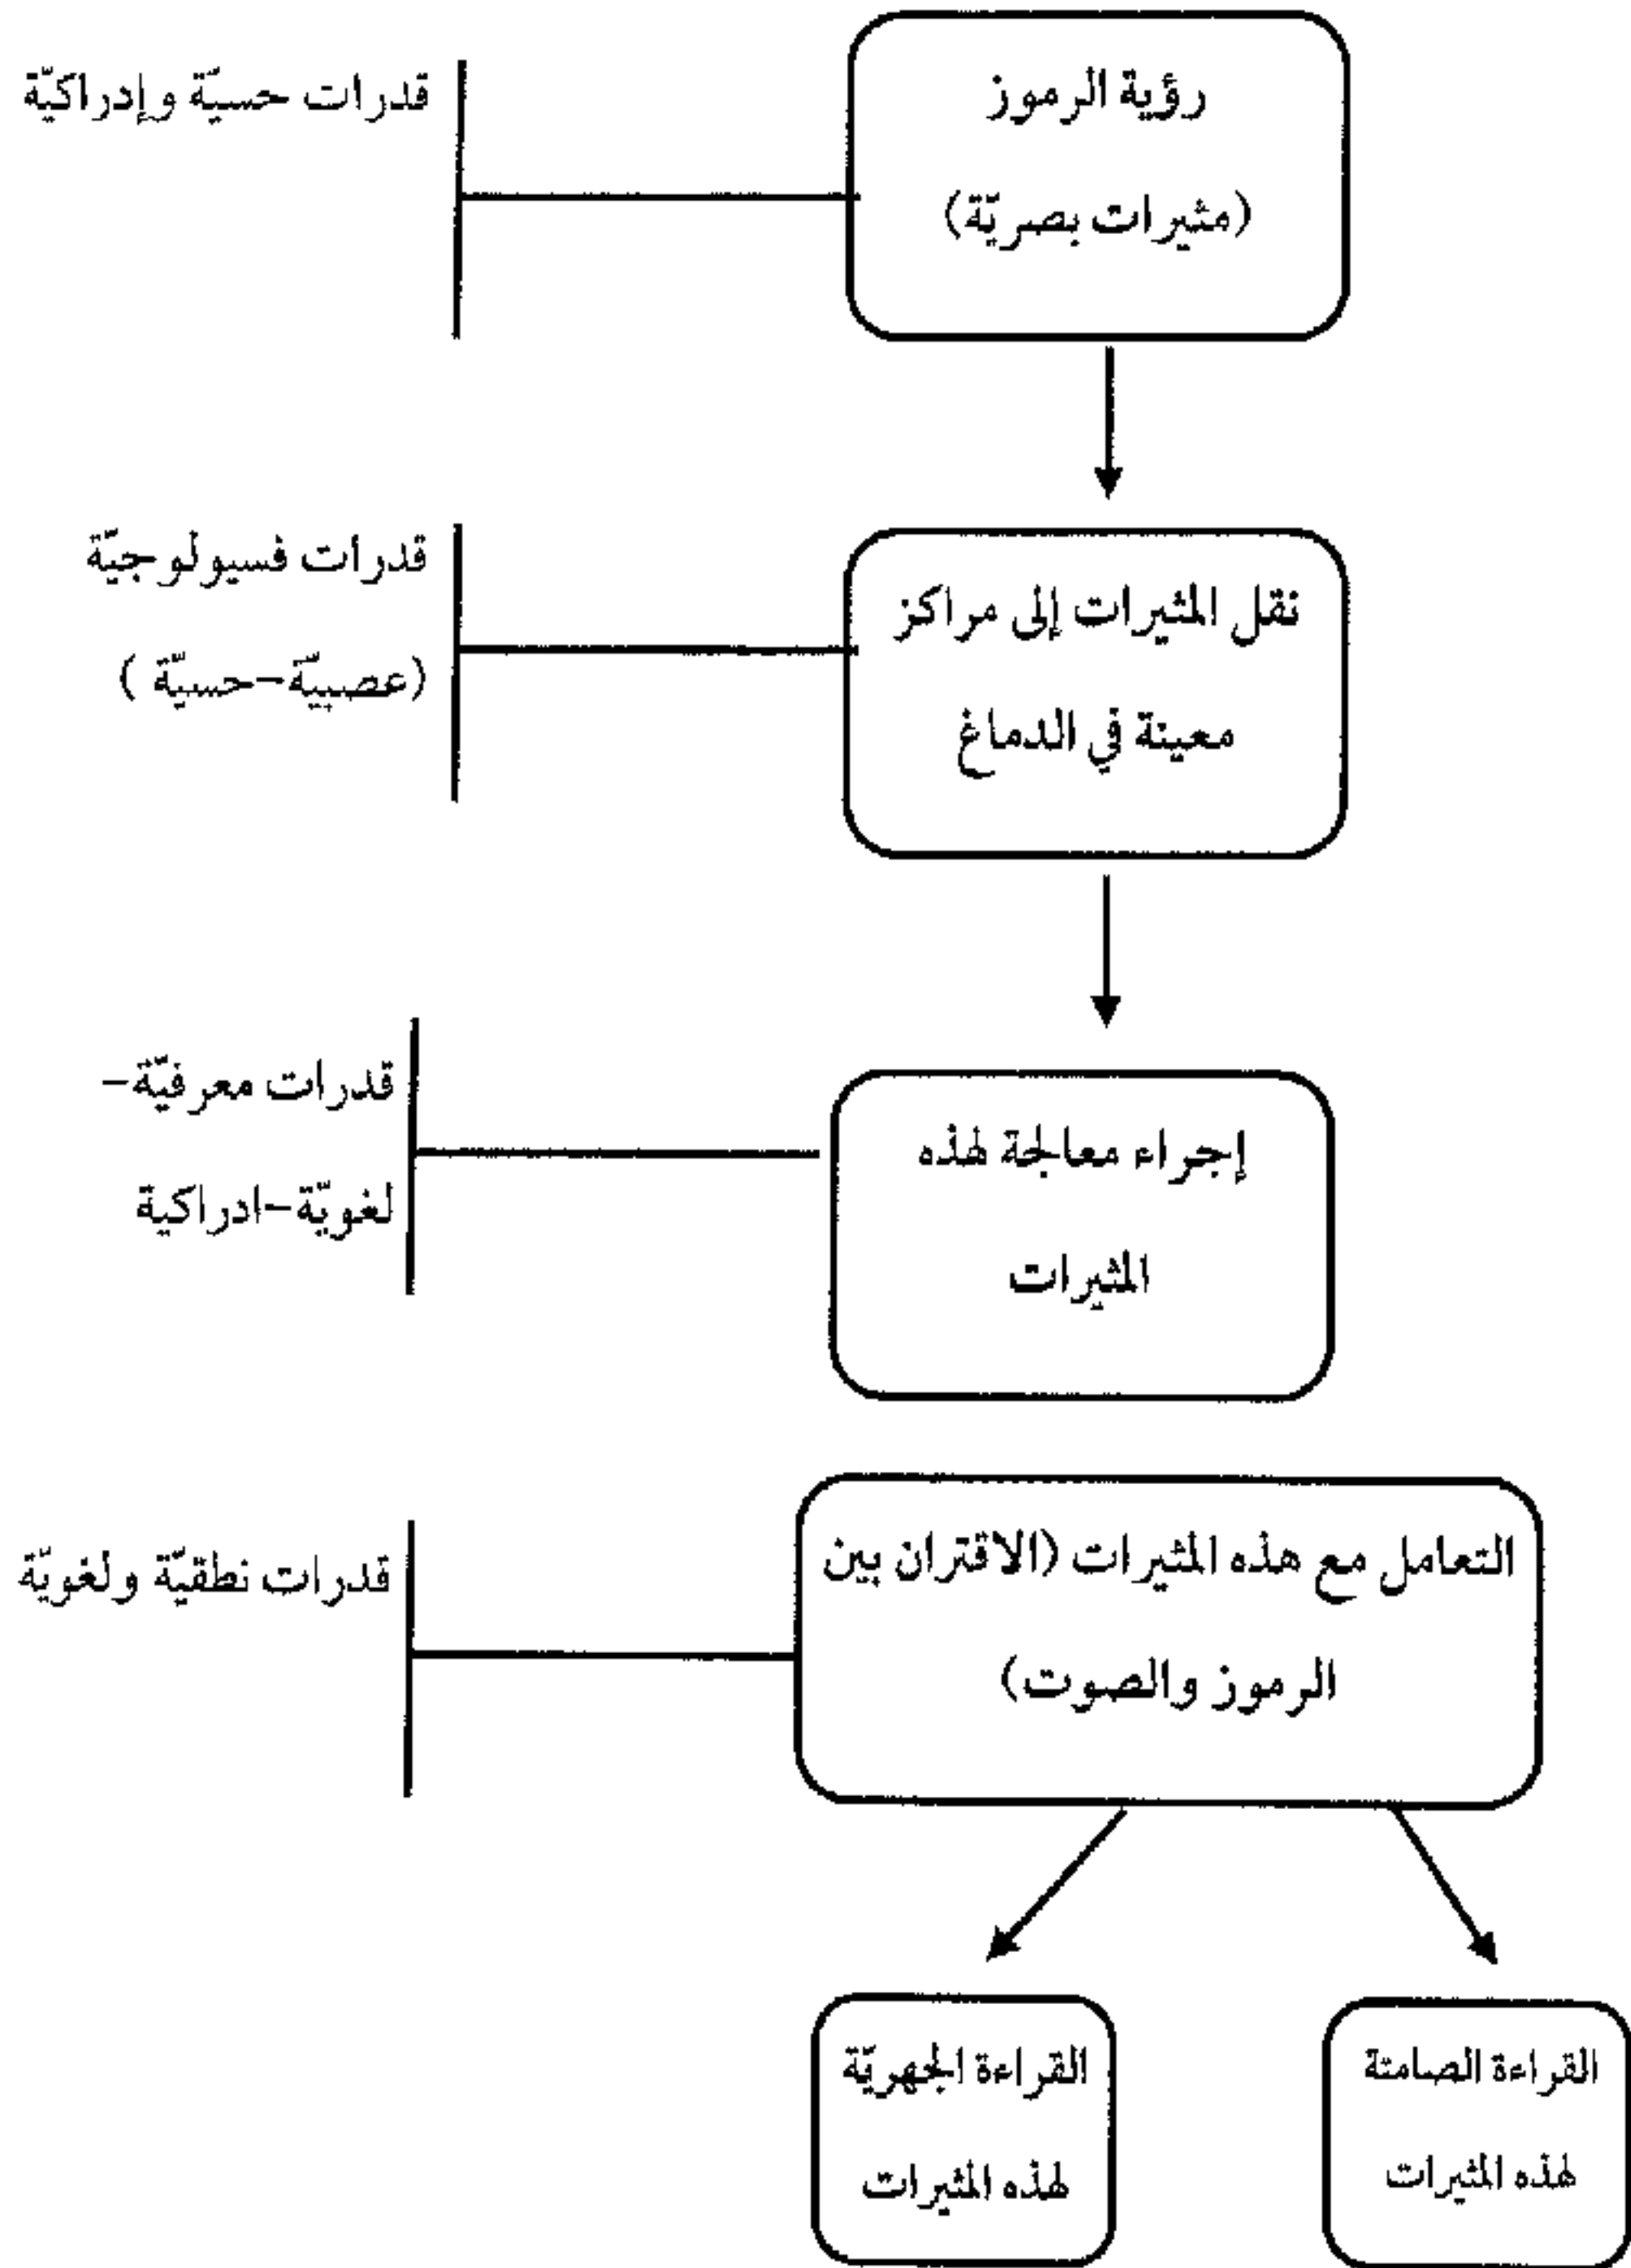 رؤية الرموز
(مثيرات بصريّة)
قدرات حسيّة وإدراكيّة
نقل المثيرات إلى مراكز
معينة في الدماغ
قدرات فسيولوجيّة
(عصبيّة-حسيّة )
إجراء معالجة لهذه
المثيرات
قدرات معرفيّة-
لغويّة-ادراكية
التعامل مع هذه المثيرات (الاقتران بين
الرموز والصوت)
قدرات نطقيّة ولغويّة
القراءة الصامتة
لهذه المثيرات
القراءة الجهريّة
لهذه المثيرات